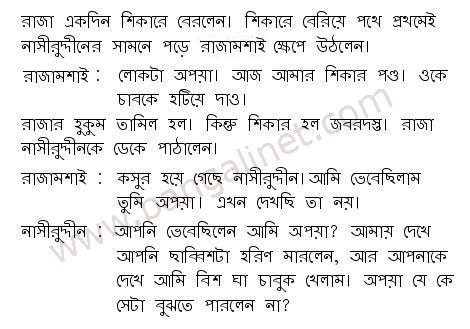 রাজা একদিন শিকারে বেরলেন। শিকারে বেরিয়ে পথে প্রথমেই
নাসীরুদ্দীনের সামনে পড়ে রাজামশাই ক্ষেপে উঠলেন।
রাজামশাই : লোকটা অপয়া। আজ আমার শিকার পণ্ড। ওকে
চাবকে হটিয়ে দাও।
রাজার হুকুম তামিল হল। কিন্তু শিকার হল জবরদস্ত। রাজা
নাসীরুদ্দীনকে ডেকে পাঠালেন।
রাজামশাই : কসুর হয়ে গেছে নাসীরুদ্দীন। আমি ভেবেছিলাম
তুমি অপয়া। এখন দেখছি তা নয়।
নাসীরুদ্দীন : আপনি ভেবেছিলেন আমি অপয়া? আমায় দেখে
আপনি ছাব্বিশটা হরিণ মারলেন, আর আপনাকে
দেখে আমি বিশ ঘা চাবুক খেলাম। অপয়া যে কে
সেটা বুঝতে পারলেন না?
www.bangalinet.com